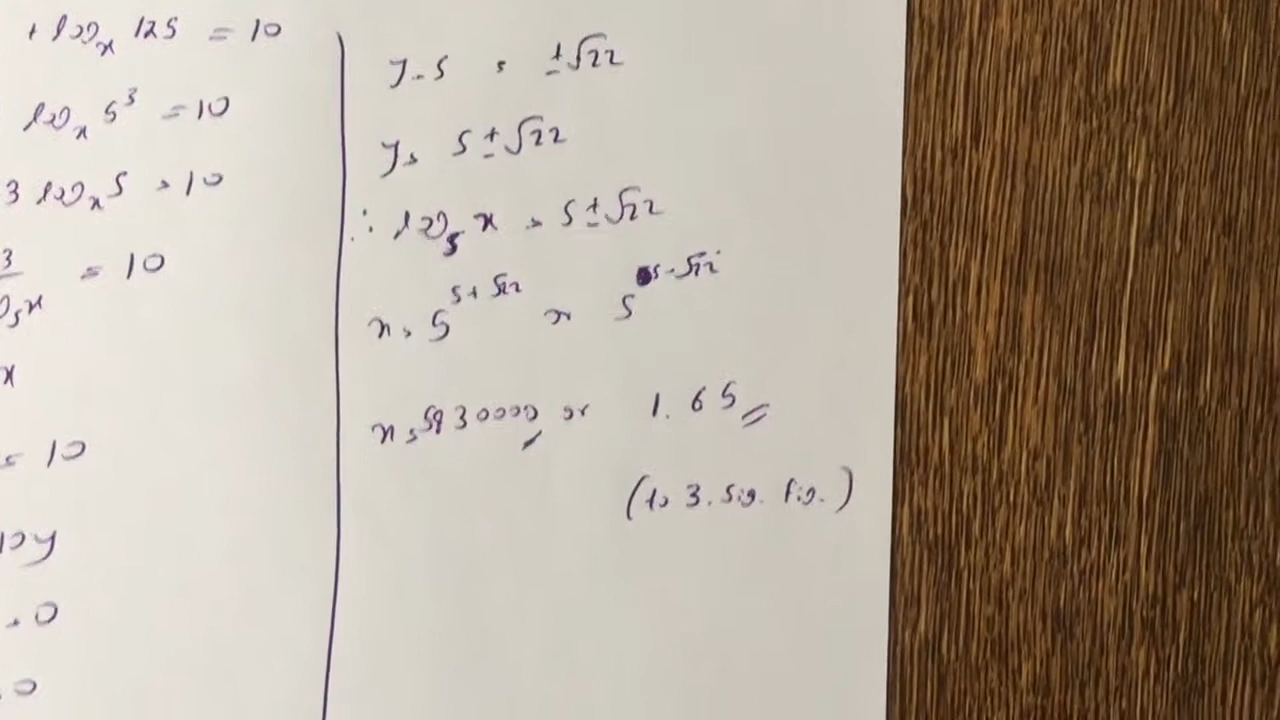 + log_x 125 = 10
log_x 5^3 = 10
3 log_x 5 = 10
3/log_5 x = 10
x
= 10
10y
0
0
y-5 = ±√22
y = 5±√22
∴ log_5 x = 5±√22
x = 5^{5+√22} or 5^{5-√22}
x = 5930000 or 1.65
(to 3. sig. fig.)